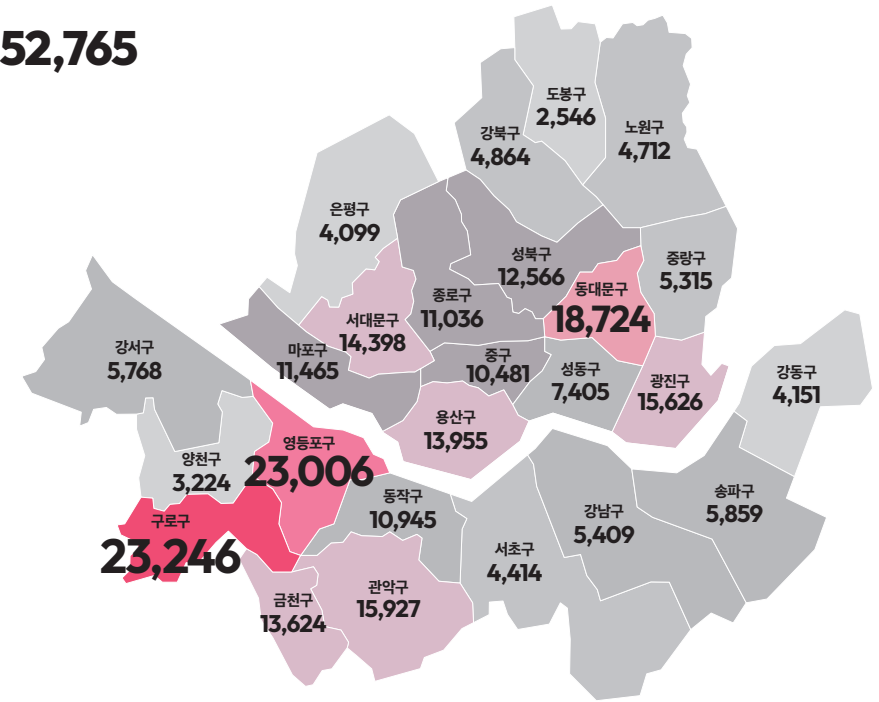 52,765
도봉구
2,546
강북구
4,864
노원구
4,712
은평구
4,099
성북구
12,566
중랑구
5,315
종로구
11,036
동대문구
18,724
서대문구
14,398
마포구
11,465
중구
10,481
성동구
7,405
광진구
15,626
강동구
4,151
강서구
5,768
용산구
13,955
양천구
3,224
영등포구
23,006
동작구
10,945
구로구
23,246
서초구
4,414
강남구
5,409
송파구
5,859
금천구
13,624
관악구
15,927